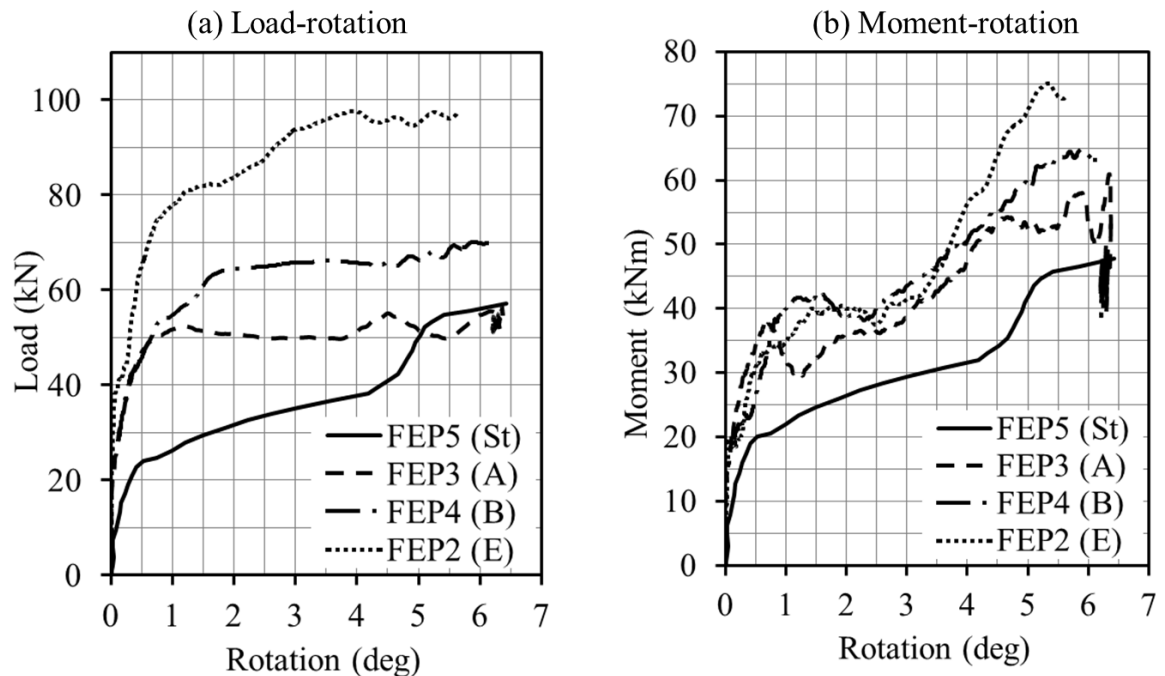 (a) Load-rotation
Load (kN)
100
80
60
40
20
0
0 1 2 3 4 5 6 7
Rotation (deg)
FEP5 (St)
FEP3 (A)
FEP4 (B)
FEP2 (E)
(b) Moment-rotation
Moment (kNm)
80
70
60
50
40
30
20
10
0
0 1 2 3 4 5 6 7
Rotation (deg)
FEP5 (St)
FEP3 (A)
FEP4 (B)
FEP2 (E)